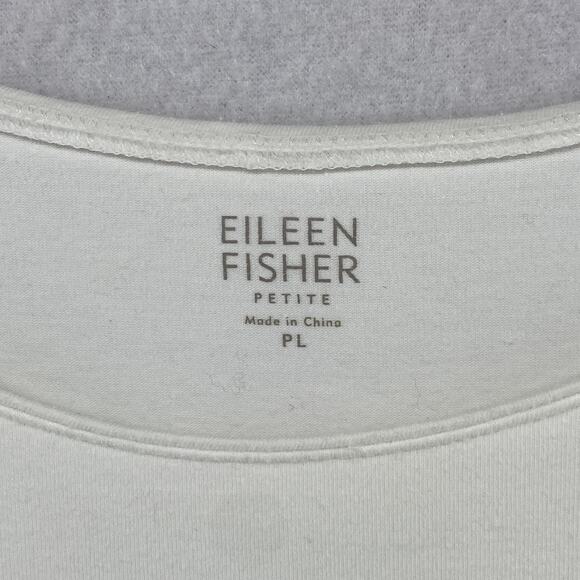 EILEEN
FISHER
PETITE
Made in China
PL